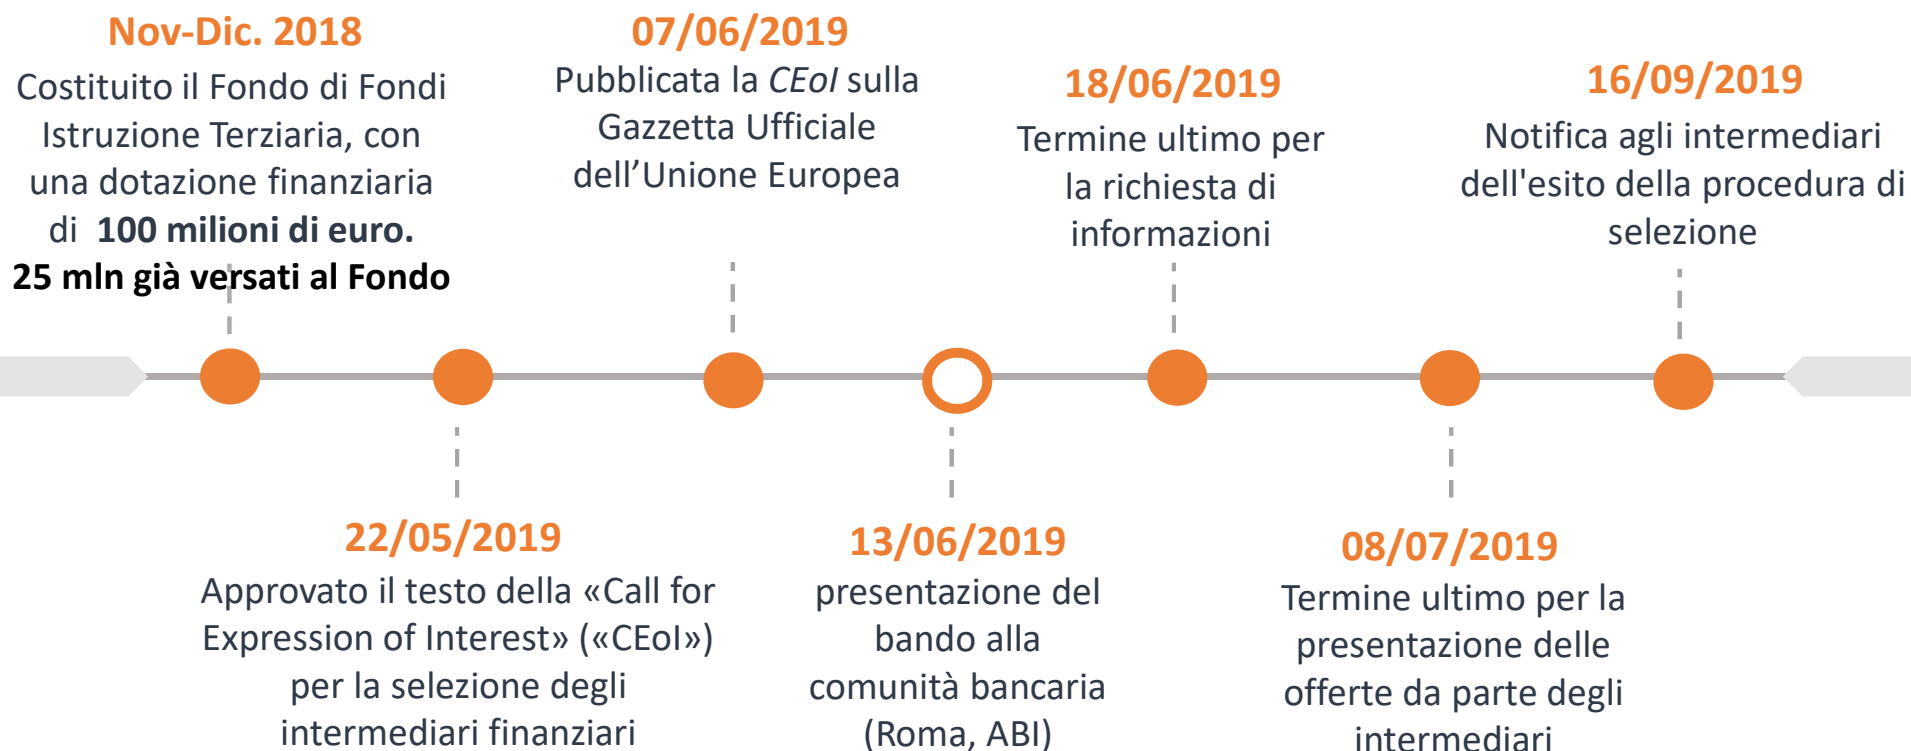 Nov-Dic. 2018
Costituito il Fondo di Fondi
Istruzione Terziaria, con
una dotazione finanziaria
di 100 milioni di euro.
25 mln già versati al Fondo
07/06/2019
Pubblicata la CEoI sulla
Gazzetta Ufficiale
dell’Unione Europea
18/06/2019
Termine ultimo per
la richiesta di
informazioni
16/09/2019
Notifica agli intermediari
dell'esito della procedura di
selezione
22/05/2019
Approvato il testo della «Call for
Expression of Interest» («CEoI»)
per la selezione degli
intermediari finanziari
13/06/2019
presentazione del
bando alla
comunità bancaria
(Roma, ABI)
08/07/2019
Termine ultimo per la
presentazione delle
offerte da parte degli
intermediari